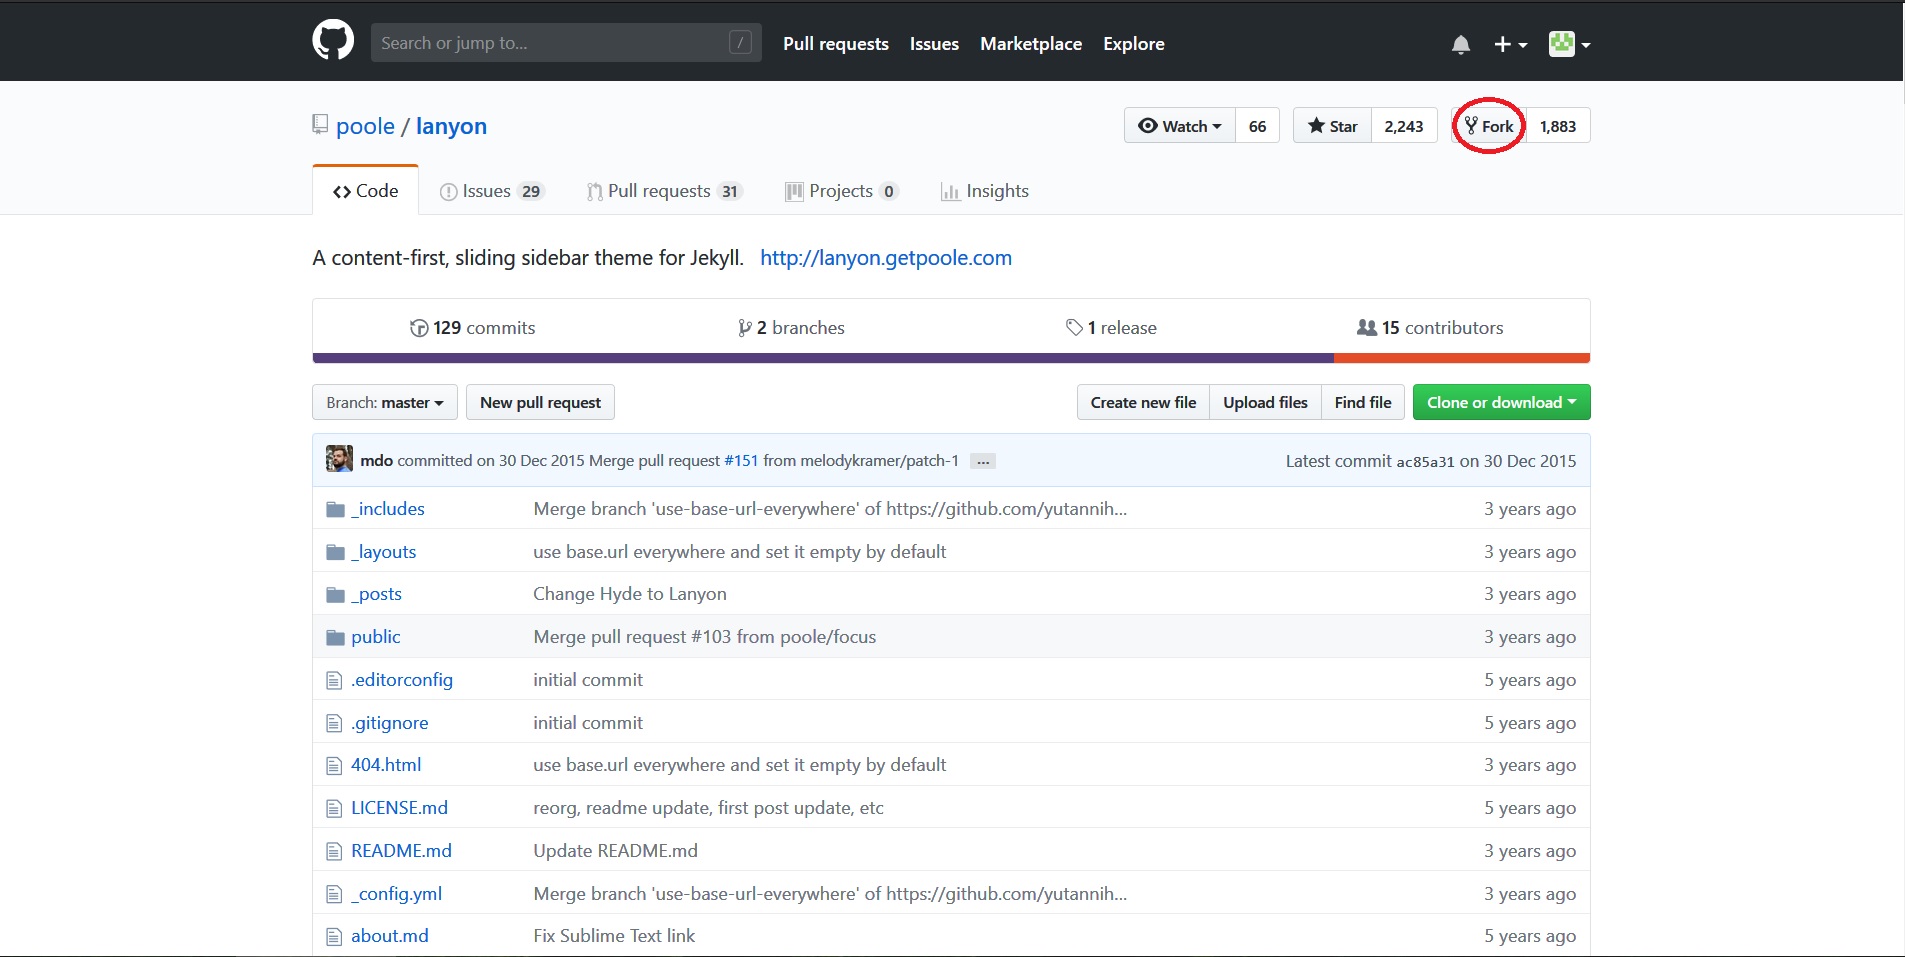 Search or jump to... / Pull requests Issues Marketplace Explore
poole / lanyon Watch 66 Star 2,243 Fork 1,883
Code Issues 29 Pull requests 31 Projects 0 Insights
A content-first, sliding sidebar theme for Jekyll. http://lanyon.getpoole.com
129 commits 2 branches 1 release 15 contributors
Branch: master New pull request Create new file Upload files Find file Clone or download
mdo committed on 30 Dec 2015 Merge pull request #151 from melodykramer/patch-1 ... Latest commit ac85a31 on 30 Dec 2015
_includes Merge branch 'use-base-url-everywhere' of https://github.com/yutannih... 3 years ago
_layouts use base.url everywhere and set it empty by default 3 years ago
_posts Change Hyde to Lanyon 3 years ago
public Merge pull request #103 from poole/focus 3 years ago
.editorconfig initial commit 5 years ago
.gitignore initial commit 5 years ago
404.html use base.url everywhere and set it empty by default 3 years ago
LICENSE.md reorg, readme update, first post update, etc 5 years ago
README.md Update README.md 3 years ago
_config.yml Merge branch 'use-base-url-everywhere' of https://github.com/yutannih... 3 years ago
about.md Fix Sublime Text link 5 years ago